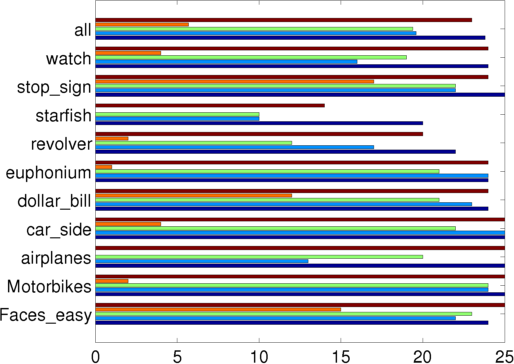 all
watch
stop_sign
starfish
revolver
euphonium
dollar_bill
car_side
airplanes
Motorbikes
Faces_easy
0 5 10 15 20 25